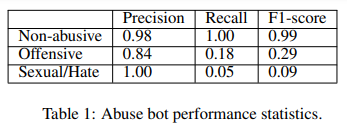 Precision Recall F1-score
Non-abusive 0.98 1.00 0.99
Offensive 0.84 0.18 0.29
Sexual/Hate 1.00 0.05 0.09
Table 1: Abuse bot performance statistics.